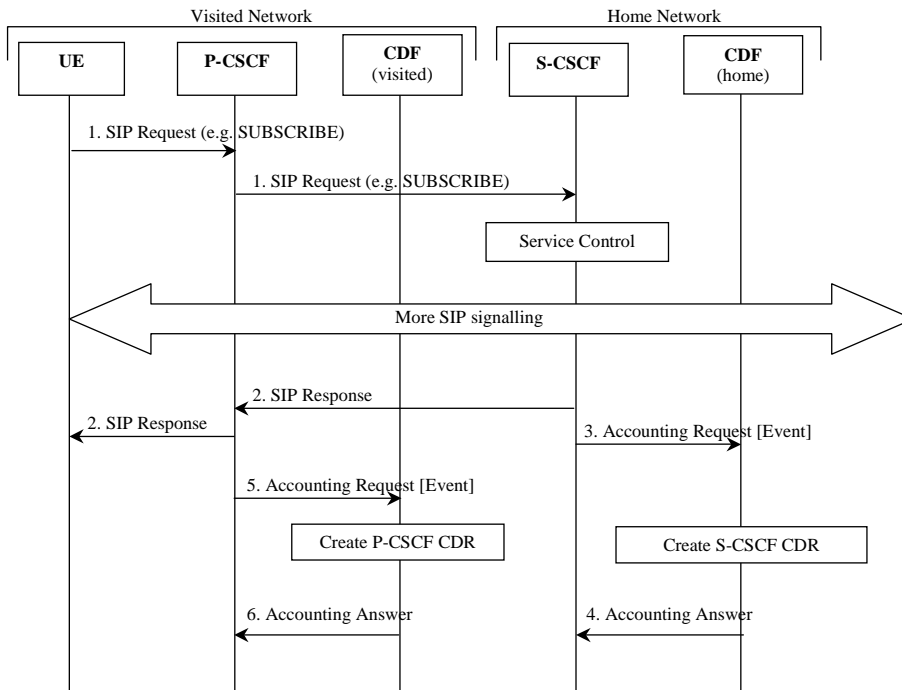 Visited Network
Home Network
UE
P-CSCF
CDF
(visited)
S-CSCF
CDF
(home)
1. SIP Request (e.g. SUBSCRIBE)
1. SIP Request (e.g. SUBSCRIBE)
Service Control
More SIP signalling
2. SIP Response
2. SIP Response
3. Accounting Request [Event]
5. Accounting Request [Event]
Create P-CSCF CDR
Create S-CSCF CDR
6. Accounting Answer
4. Accounting Answer